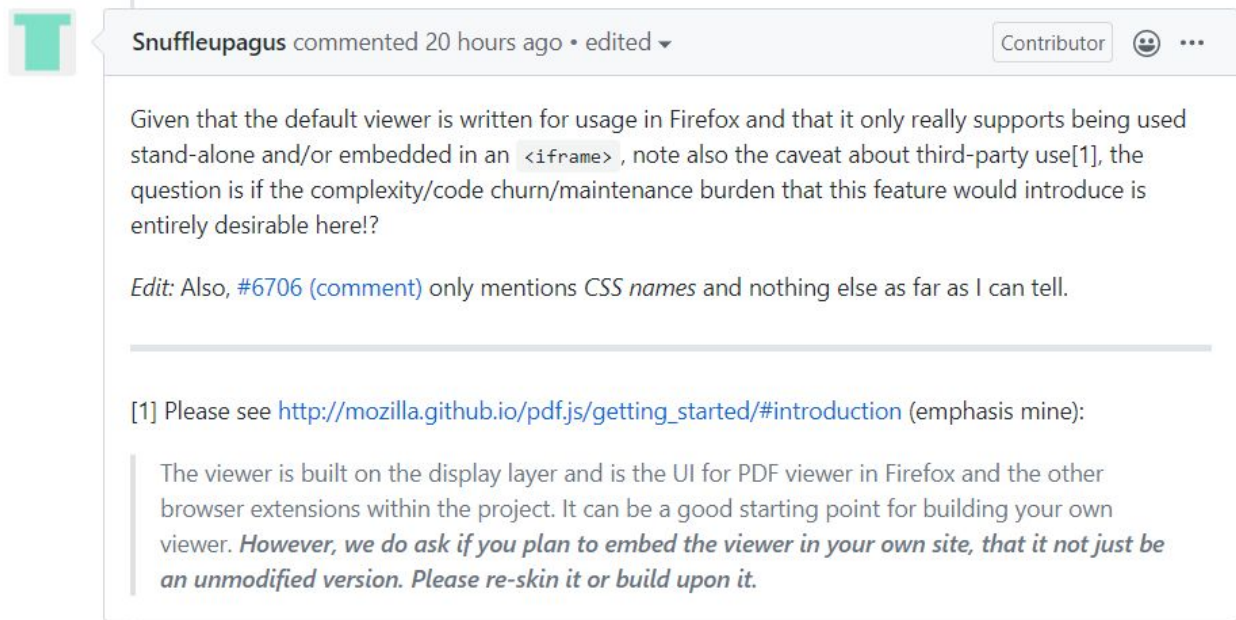 Snuffleupagus commented 20 hours ago • edited
Contributor
Given that the default viewer is written for usage in Firefox and that it only really supports being used
stand-alone and/or embedded in an <iframe> , note also the caveat about third-party use[1], the
question is if the complexity/code churn/maintenance burden that this feature would introduce is
entirely desirable here!?
Edit: Also, #6706 (comment) only mentions CSS names and nothing else as far as I can tell.
[1] Please see http://mozilla.github.io/pdf.js/getting_started/#introduction (emphasis mine):
The viewer is built on the display layer and is the UI for PDF viewer in Firefox and the other
browser extensions within the project. It can be a good starting point for building your own
viewer. However, we do ask if you plan to embed the viewer in your own site, that it not just be
an unmodified version. Please re-skin it or build upon it.